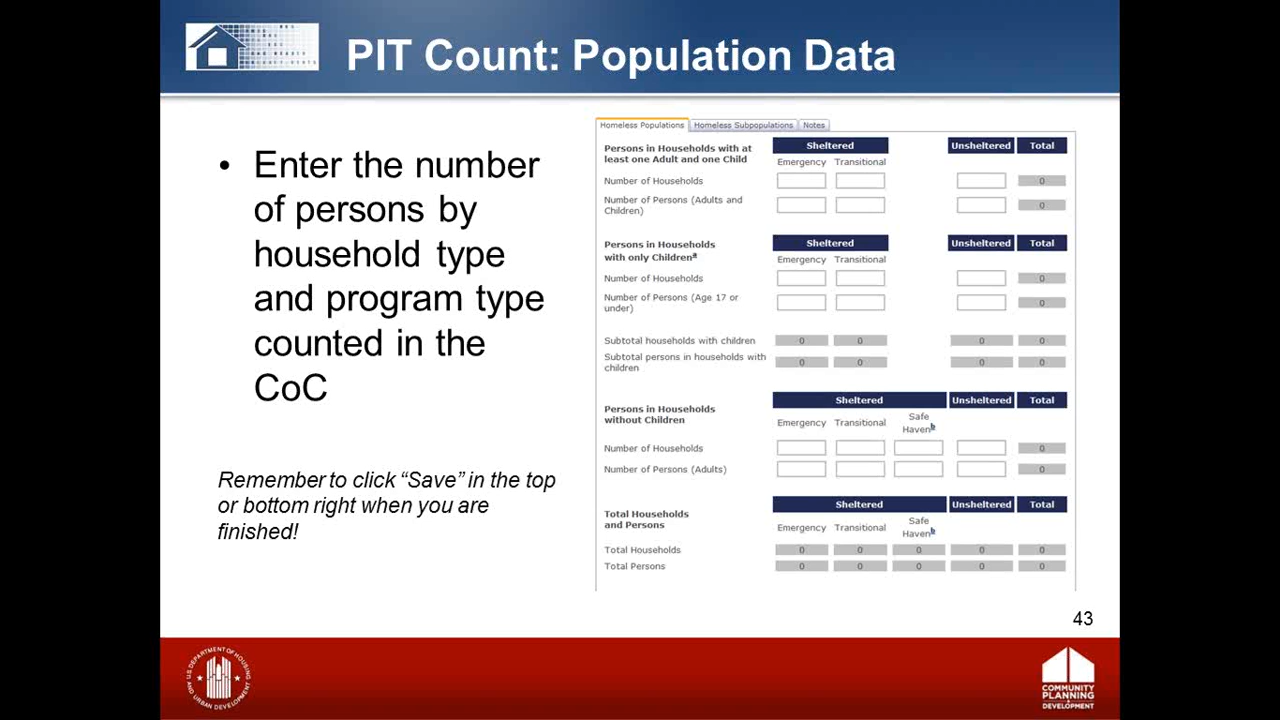 PIT Count: Population Data
• Enter the number
of persons by
household type
and program type
counted in the
CoC
Remember to click “Save” in the top
or bottom right when you are
finished!
Homeless Populations Homeless Subpopulations Notes
Persons in Households with at
least one Adult and one Child
Sheltered Unsheltered Total
Emergency Transitional
Number of Households 0
Number of Persons (Adults and
Children) 0
Persons in Households
with only Childrenª
Sheltered Unsheltered Total
Emergency Transitional
Number of Households 0
Number of Persons (Age 17 or
under) 0
Subtotal households with children 0 0 0 0
Subtotal persons in households with
children 0 0 0 0
Persons in Households
without Children
Sheltered Unsheltered Total
Emergency Transitional Safe
Havenb
Number of Households 0
Number of Persons (Adults) 0
Total Households
and Persons
Sheltered Unsheltered Total
Emergency Transitional Safe
Havenb
Total Households 0 0 0 0 0
Total Persons 0 0 0 0 0
43
U.S. DEPARTMENT OF HOUSING
AND URBAN DEVELOPMENT
COMMUNITY
PLANNING
DEVELOPMENT